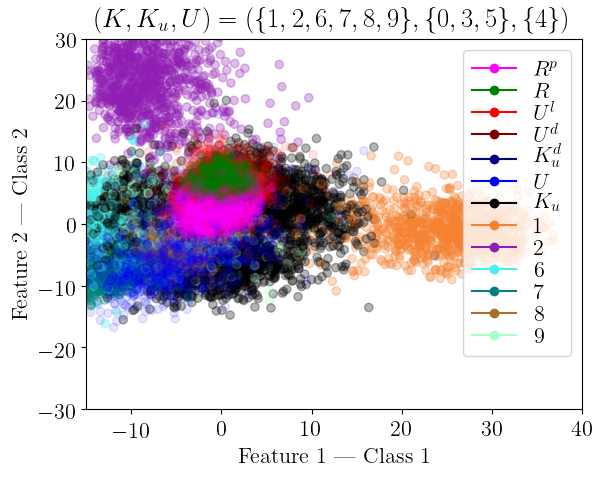 (K, K_u, U) = ({1, 2, 6, 7, 8, 9}, {0, 3, 5}, {4})
Feature 2 — Class 2
30
20
10
0
−10
−20
−30
−10
0
10
20
30
40
Feature 1 — Class 1
R^p
R
U^l
U^d
K_u^d
U
K_u
1
2
6
7
8
9